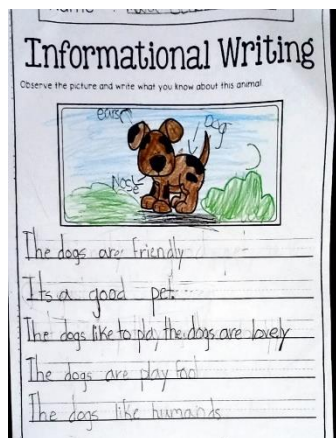 Informational Writing
Observe the picture and write what you know about this animal.
ears
Dog
Nose
The dogs are friendly
Its a good pet.
The dogs like to play the dogs are lovely
The dogs are play fool
The dogs like humands